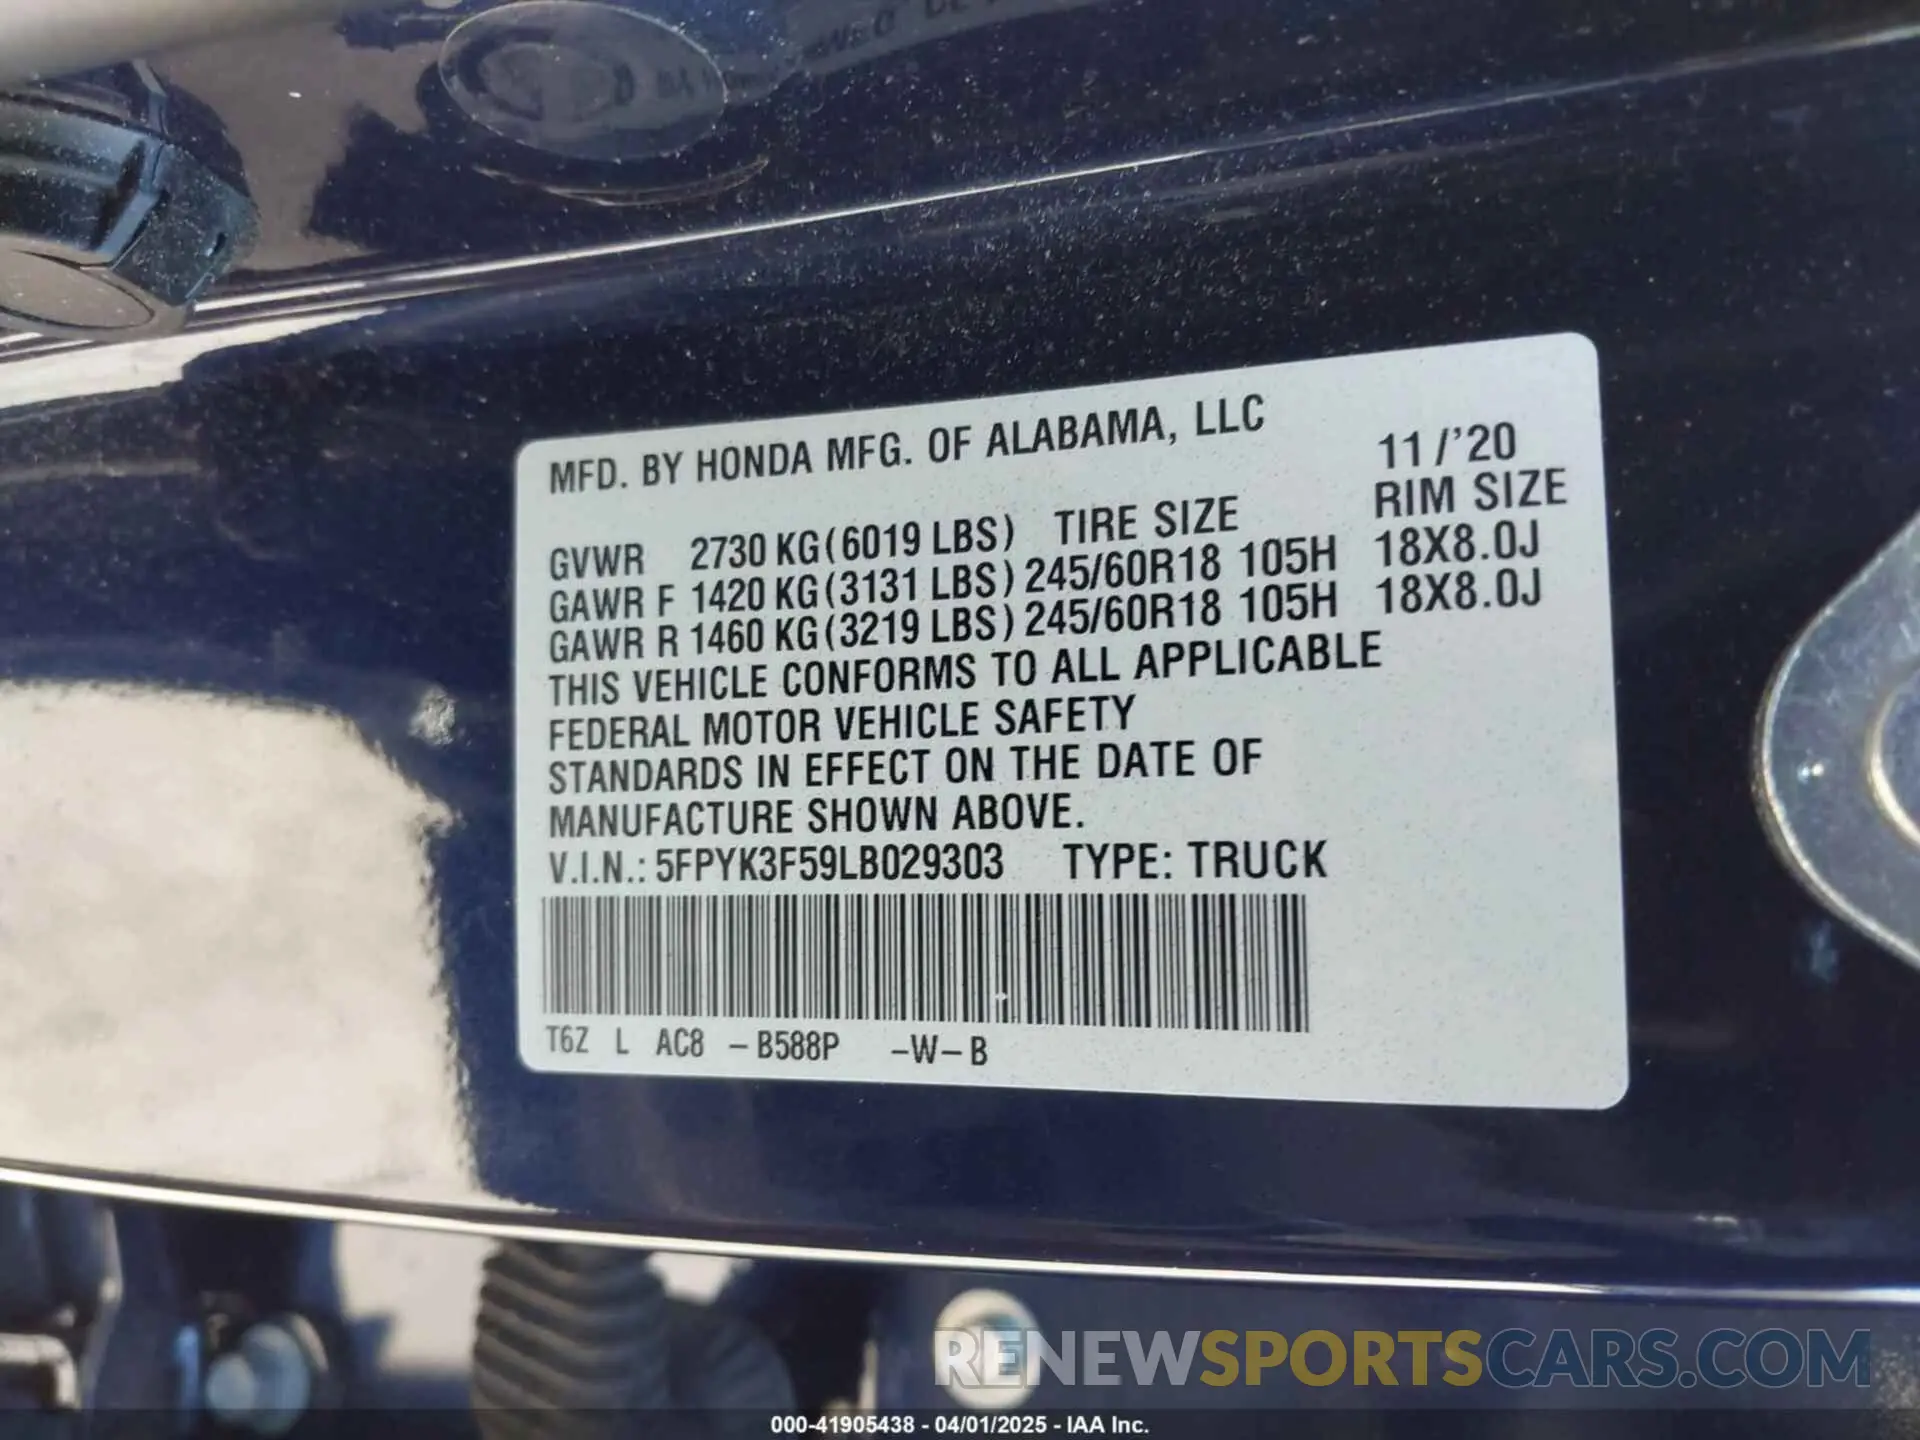 MFD. BY HONDA MFG. OF ALABAMA, LLC
11/'20
GVWR 2730 KG(6019 LBS) TIRE SIZE RIM SIZE
GAWR F 1420 KG(3131 LBS) 245/60R18 105H 18X8.0J
GAWR R 1460 KG(3219 LBS) 245/60R18 105H 18X8.0J
THIS VEHICLE CONFORMS TO ALL APPLICABLE
FEDERAL MOTOR VEHICLE SAFETY
STANDARDS IN EFFECT ON THE DATE OF
MANUFACTURE SHOWN ABOVE.
V.I.N.: 5FPYK3F59LB029303 TYPE: TRUCK
T6Z L AC8 -B588P -W-B
RENEWSPORTSCARS.COM
000-41905438 - 04/01/2025 - IAA Inc.